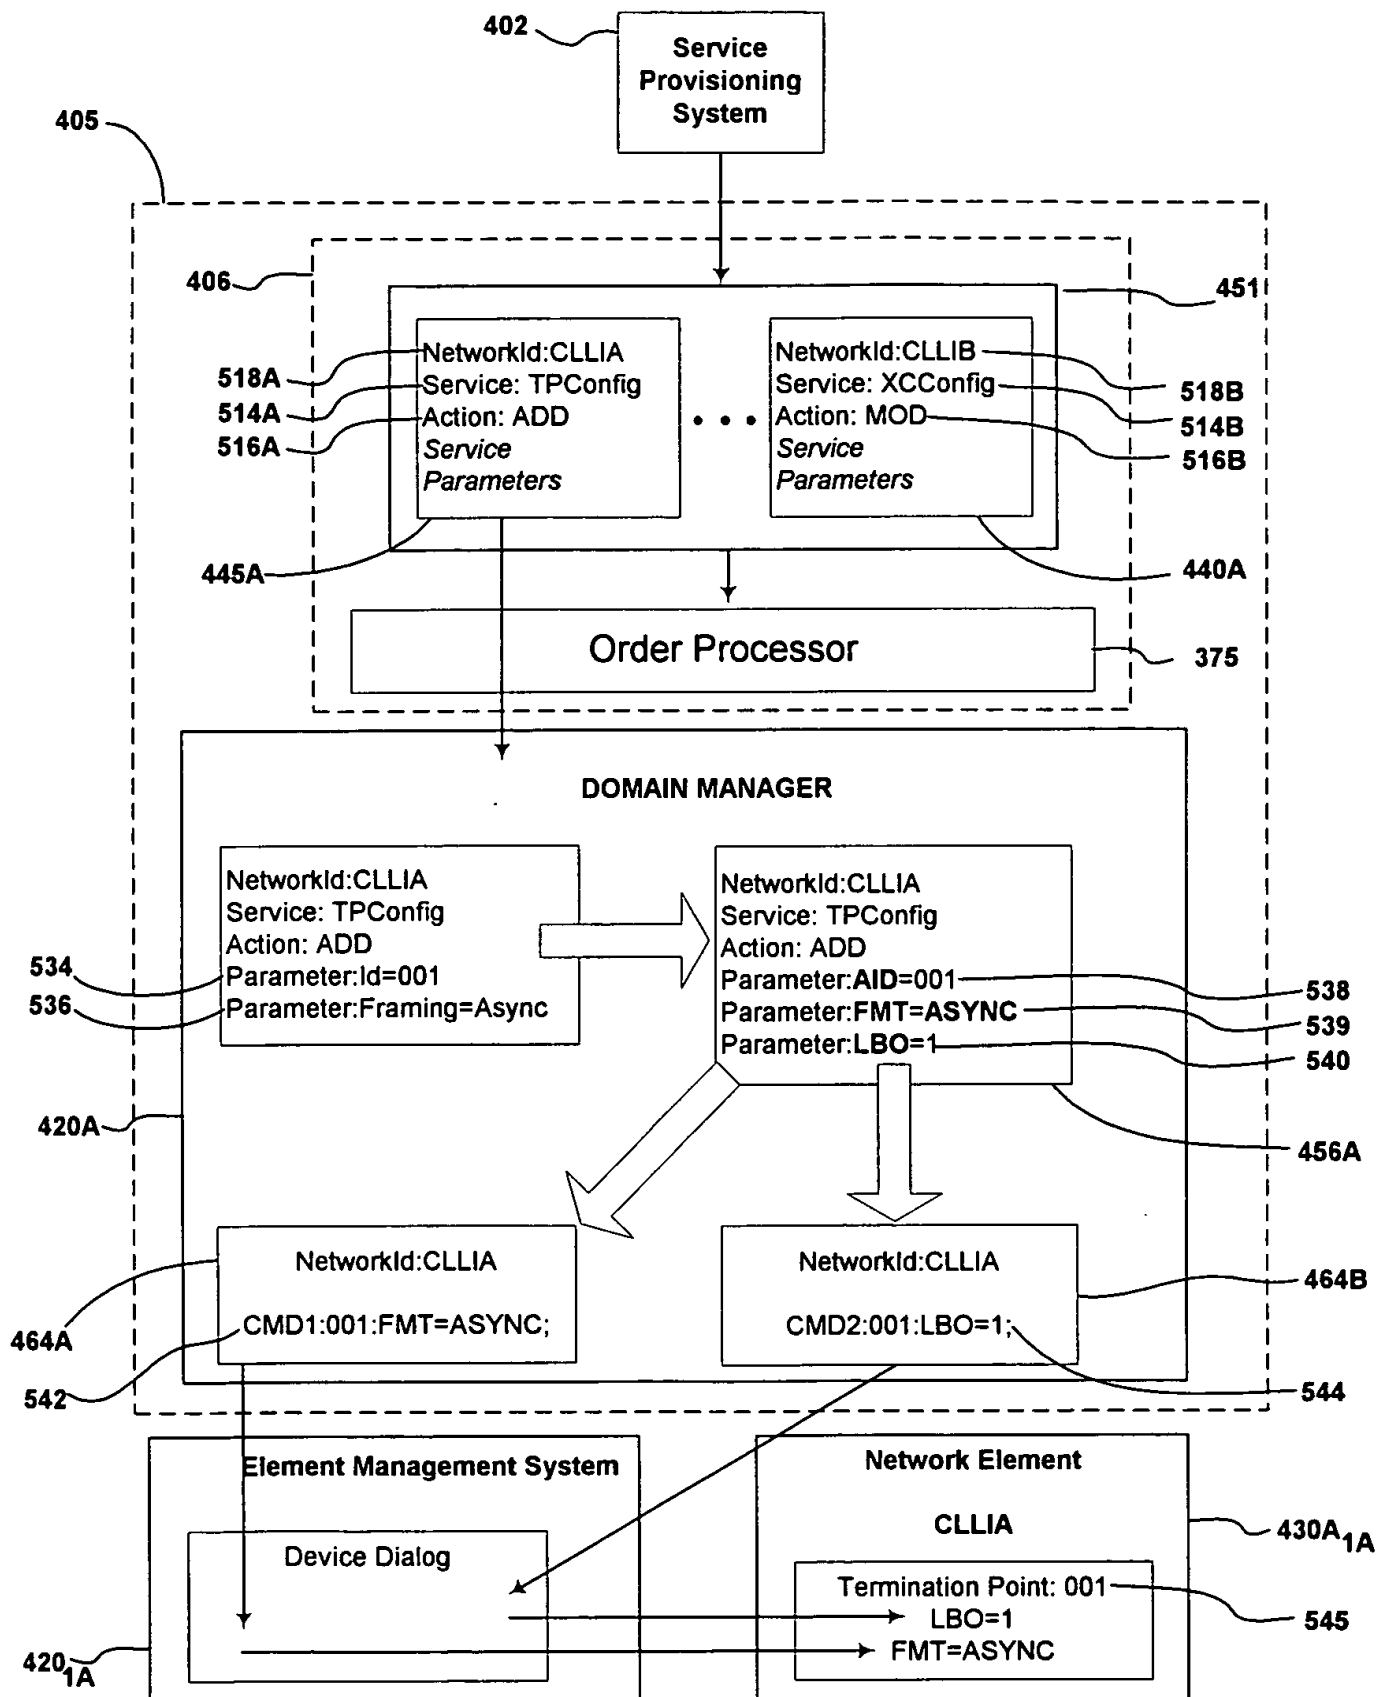 402
Service
Provisioning
System
405
406
451
NetworkId:CLLIA
Service: TPConfig
Action: ADD
Service
Parameters
518A
514A
516A
• • •
NetworkId:CLLIB
Service: XCConfig
Action: MOD
Service
Parameters
518B
514B
516B
445A
440A
Order Processor
375
DOMAIN MANAGER
NetworkId:CLLIA
Service: TPConfig
Action: ADD
Parameter:Id=001
Parameter:Framing=Async
534
536
NetworkId:CLLIA
Service: TPConfig
Action: ADD
Parameter:AID=001
Parameter:FMT=ASYNC
Parameter:LBO=1
538
539
540
420A
456A
NetworkId:CLLIA
CMD1:001:FMT=ASYNC;
464A
542
NetworkId:CLLIA
CMD2:001:LBO=1;
464B
544
Element Management System
Device Dialog
420 1A
Network Element
CLLIA
Termination Point: 001
LBO=1
FMT=ASYNC
430A 1A
545